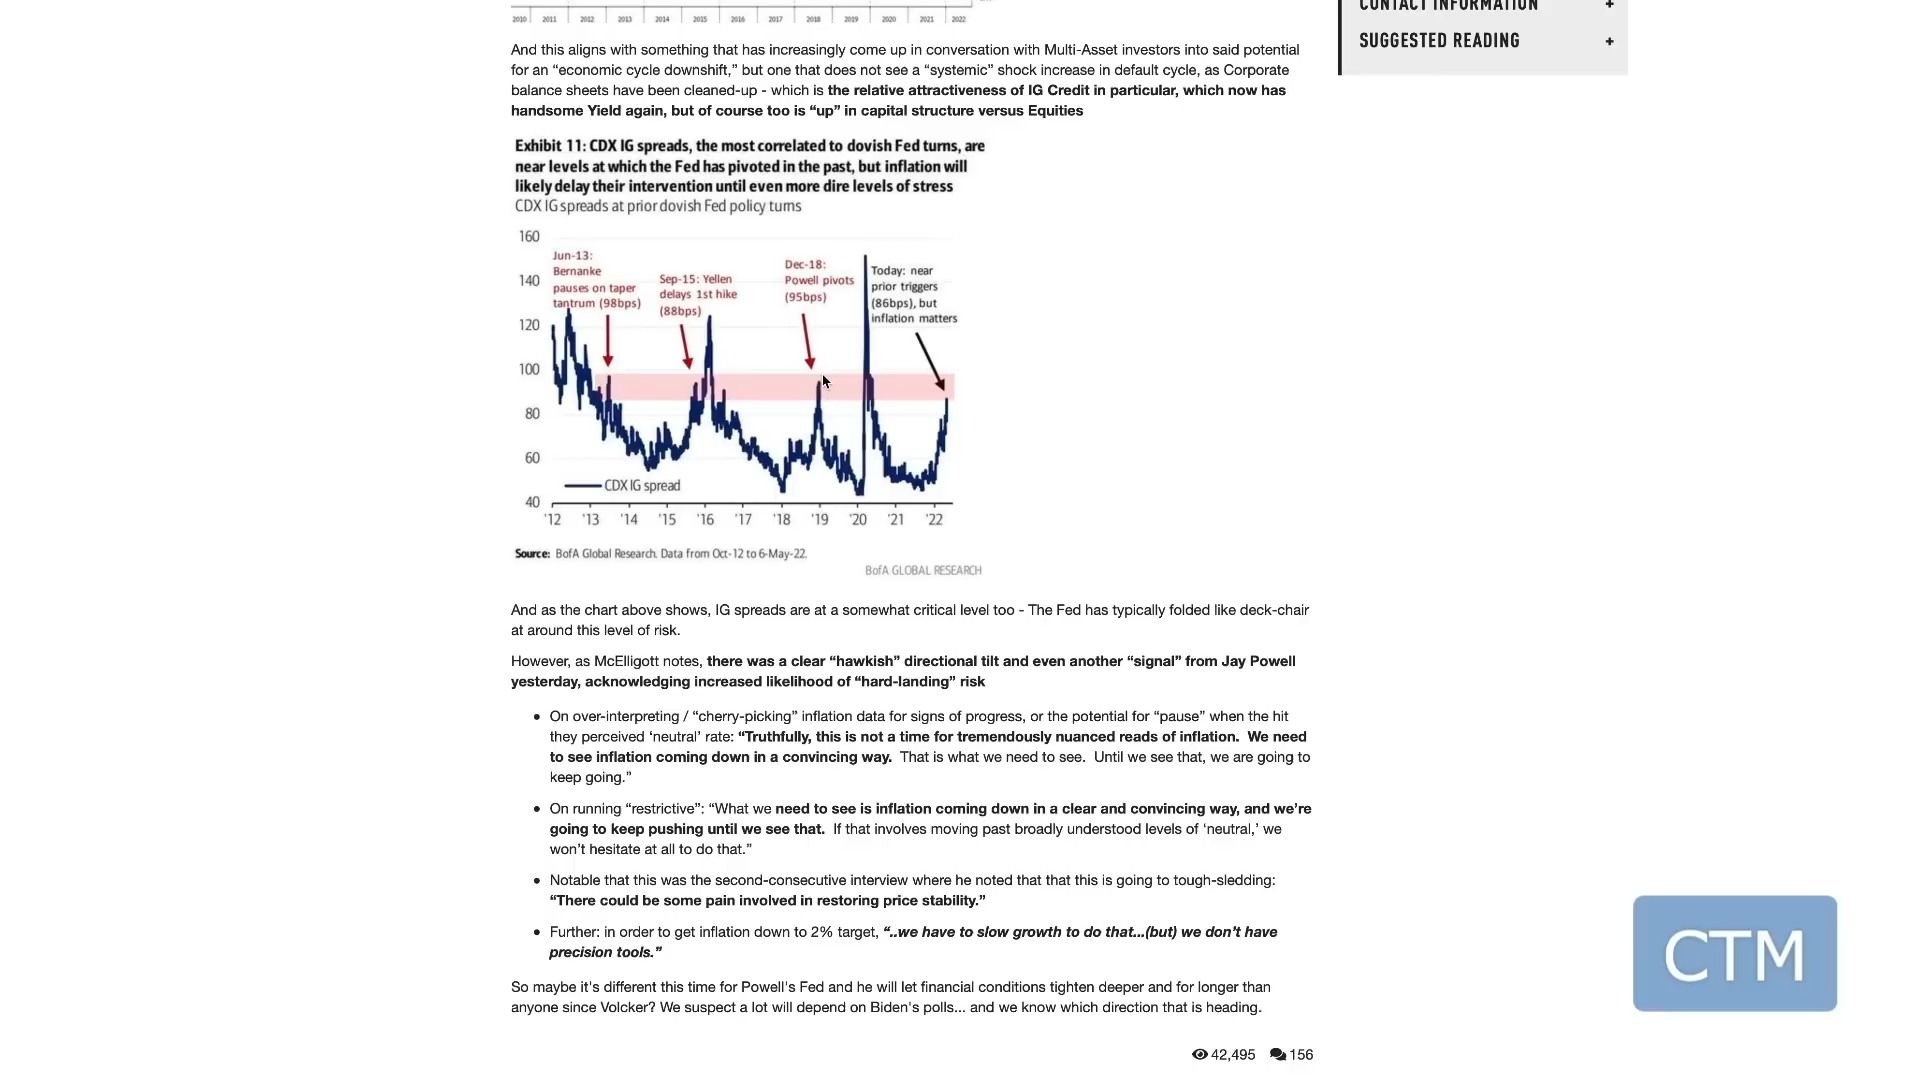 2010 2011 2012 2013 2014 2015 2016 2017 2018 2019 2020 2021 2022
CONTACT INFORMATION +
SUGGESTED READING +
And this aligns with something that has increasingly come up in conversation with Multi-Asset investors into said potential
for an “economic cycle downshift,” but one that does not see a “systemic” shock increase in default cycle, as Corporate
balance sheets have been cleaned-up - which is the relative attractiveness of IG Credit in particular, which now has
handsome Yield again, but of course too is “up” in capital structure versus Equities
Exhibit 11: CDX IG spreads, the most correlated to dovish Fed turns, are
near levels at which the Fed has pivoted in the past, but inflation will
likely delay their intervention until even more dire levels of stress
CDX IG spreads at prior dovish Fed policy turns
160
140
120
100
80
60
40
Jun-13:
Bernanke
pauses on taper
tantrum (98bps)
Sep-15: Yellen
delays 1st hike
(88bps)
Dec-18:
Powell pivots
(95bps)
Today: near
prior triggers
(86bps), but
inflation matters
CDX IG spread
'12 '13 '14 '15 '16 '17 '18 '19 '20 '21 '22
Source: BofA Global Research. Data from Oct-12 to 6-May-22.
BofA GLOBAL RESEARCH
And as the chart above shows, IG spreads are at a somewhat critical level too - The Fed has typically folded like deck-chair
at around this level of risk.
However, as McElligott notes, there was a clear “hawkish” directional tilt and even another “signal” from Jay Powell
yesterday, acknowledging increased likelihood of “hard-landing” risk
• On over-interpreting / “cherry-picking” inflation data for signs of progress, or the potential for “pause” when the hit
they perceived ‘neutral’ rate: “Truthfully, this is not a time for tremendously nuanced reads of inflation. We need
to see inflation coming down in a convincing way. That is what we need to see. Until we see that, we are going to
keep going.”
• On running “restrictive”: “What we need to see is inflation coming down in a clear and convincing way, and we’re
going to keep pushing until we see that. If that involves moving past broadly understood levels of ‘neutral,’ we
won’t hesitate at all to do that.”
• Notable that this was the second-consecutive interview where he noted that that this is going to tough-sledding:
“There could be some pain involved in restoring price stability.”
• Further: in order to get inflation down to 2% target, “..we have to slow growth to do that...(but) we don’t have
precision tools.”
So maybe it's different this time for Powell's Fed and he will let financial conditions tighten deeper and for longer than
anyone since Volcker? We suspect a lot will depend on Biden's polls... and we know which direction that is heading.
42,495 156
CTM